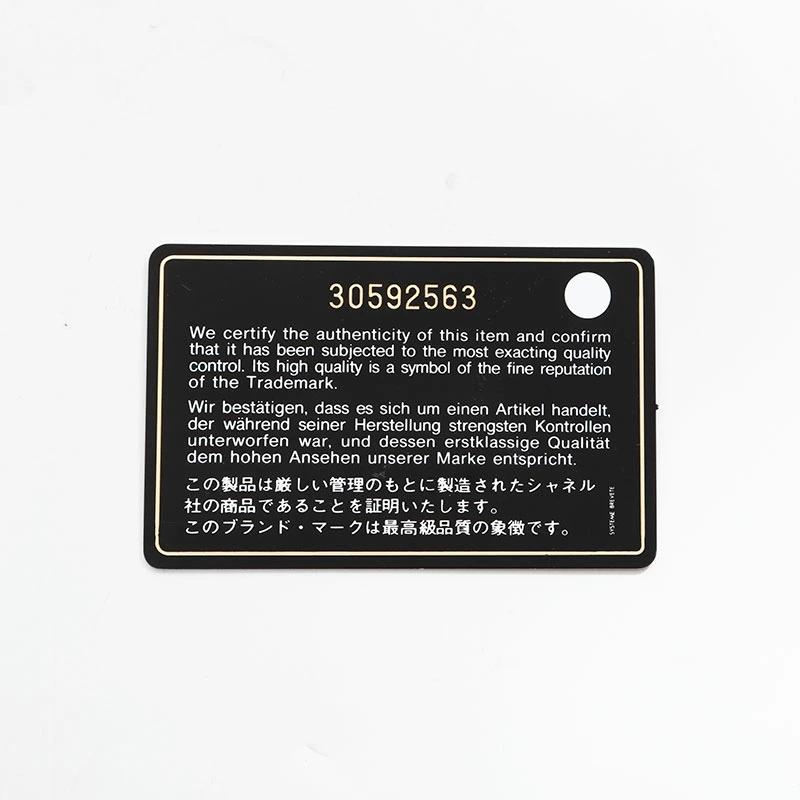 30592563
We certify the authenticity of this item and confirm
that it has been subjected to the most exacting quality
control. Its high quality is a symbol of the fine reputation
of the Trademark.
Wir bestätigen, dass es sich um einen Artikel handelt,
der während seiner Herstellung strengsten Kontrollen
unterworfen war, und dessen erstklassige Qualität
dem hohen Ansehen unserer Marke entspricht.
この製品は厳しい管理のもとに製造されたシャネル
社の商品であることを証明いたします。
このブランド・マークは最高級品質の象徴です。
SYSTEME BREVETE